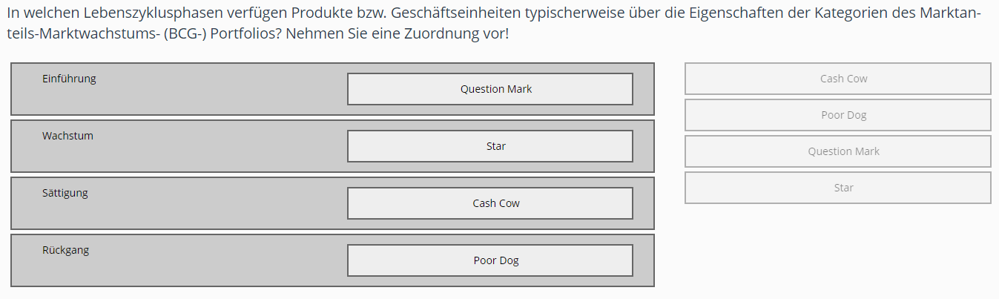 In welchen Lebenszyklusphasen verfügen Produkte bzw. Geschäftseinheiten typischerweise über die Eigenschaften der Kategorien des Marktan-
teils-Marktwachstums- (BCG-) Portfolios? Nehmen Sie eine Zuordnung vor!
Einführung
Question Mark
Wachstum
Star
Sättigung
Cash Cow
Rückgang
Poor Dog
Cash Cow
Poor Dog
Question Mark
Star